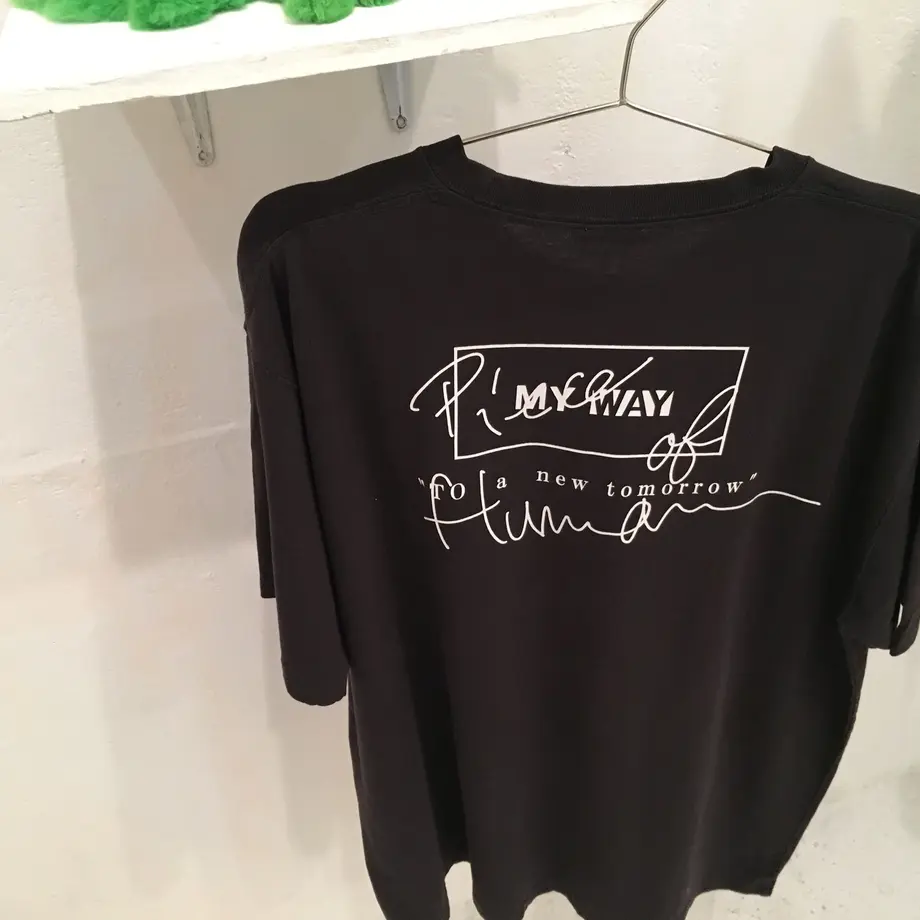 Piece
MY WAY
of
"TO a new tomorrow"
Human